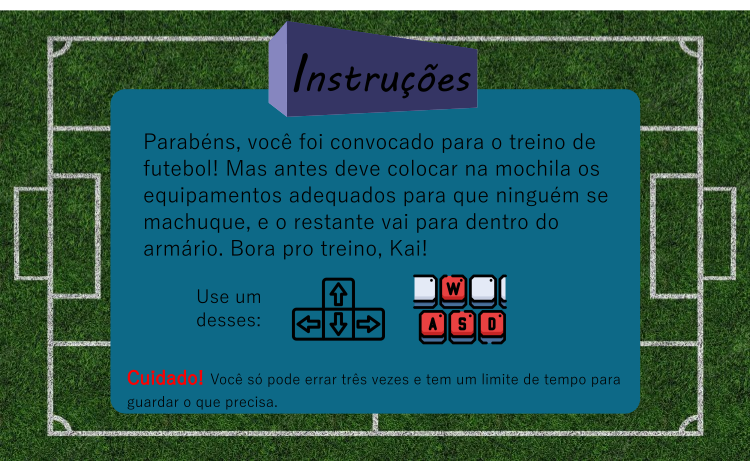 Instruções
Parabéns, você foi convocado para o treino de
futebol! Mas antes deve colocar na mochila os
equipamentos adequados para que ninguém se
machuque, e o restante vai para dentro do
armário. Bora pro treino, Kai!
Use um
desses:
W
A S D
Cuidado! Você só pode errar três vezes e tem um limite de tempo para
guardar o que precisa.